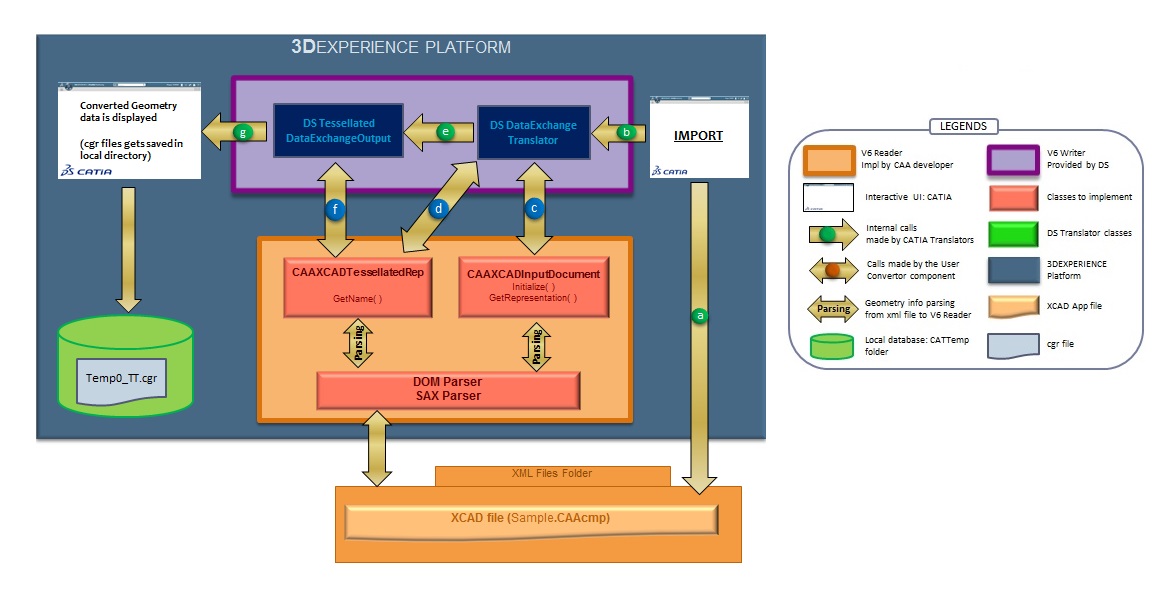 3DEXPERIENCE PLATFORM
Converted Geometry
data is displayed
(cgr files gets saved in
local directory)
DS CATIA
DS Tessellated
DataExchangeOutput
DS DataExchange
Translator
IMPORT
DS CATIA
g
e
b
f
d
c
a
CAAXCADTessellatedRep
GetName( )
CAAXCADInputDocument
Initialize( )
GetRepresentation( )
Parsing
Parsing
DOM Parser
SAX Parser
Temp0_TT.cgr
XML Files Folder
XCAD file (Sample.CAAcmp)
LEGENDS
V6 Reader
Impl by CAA developer
V6 Writer
Provided by DS
Interactive UI: CATIA
Classes to implement
Internal calls
made by CATIA Translators
DS Translator classes
Calls made by the User
Convertor component
3DEXPERIENCE
Platform
Parsing
Geometry info parsing
from xml file to V6 Reader
XCAD App file
Local database: CATTemp
folder
cgr file